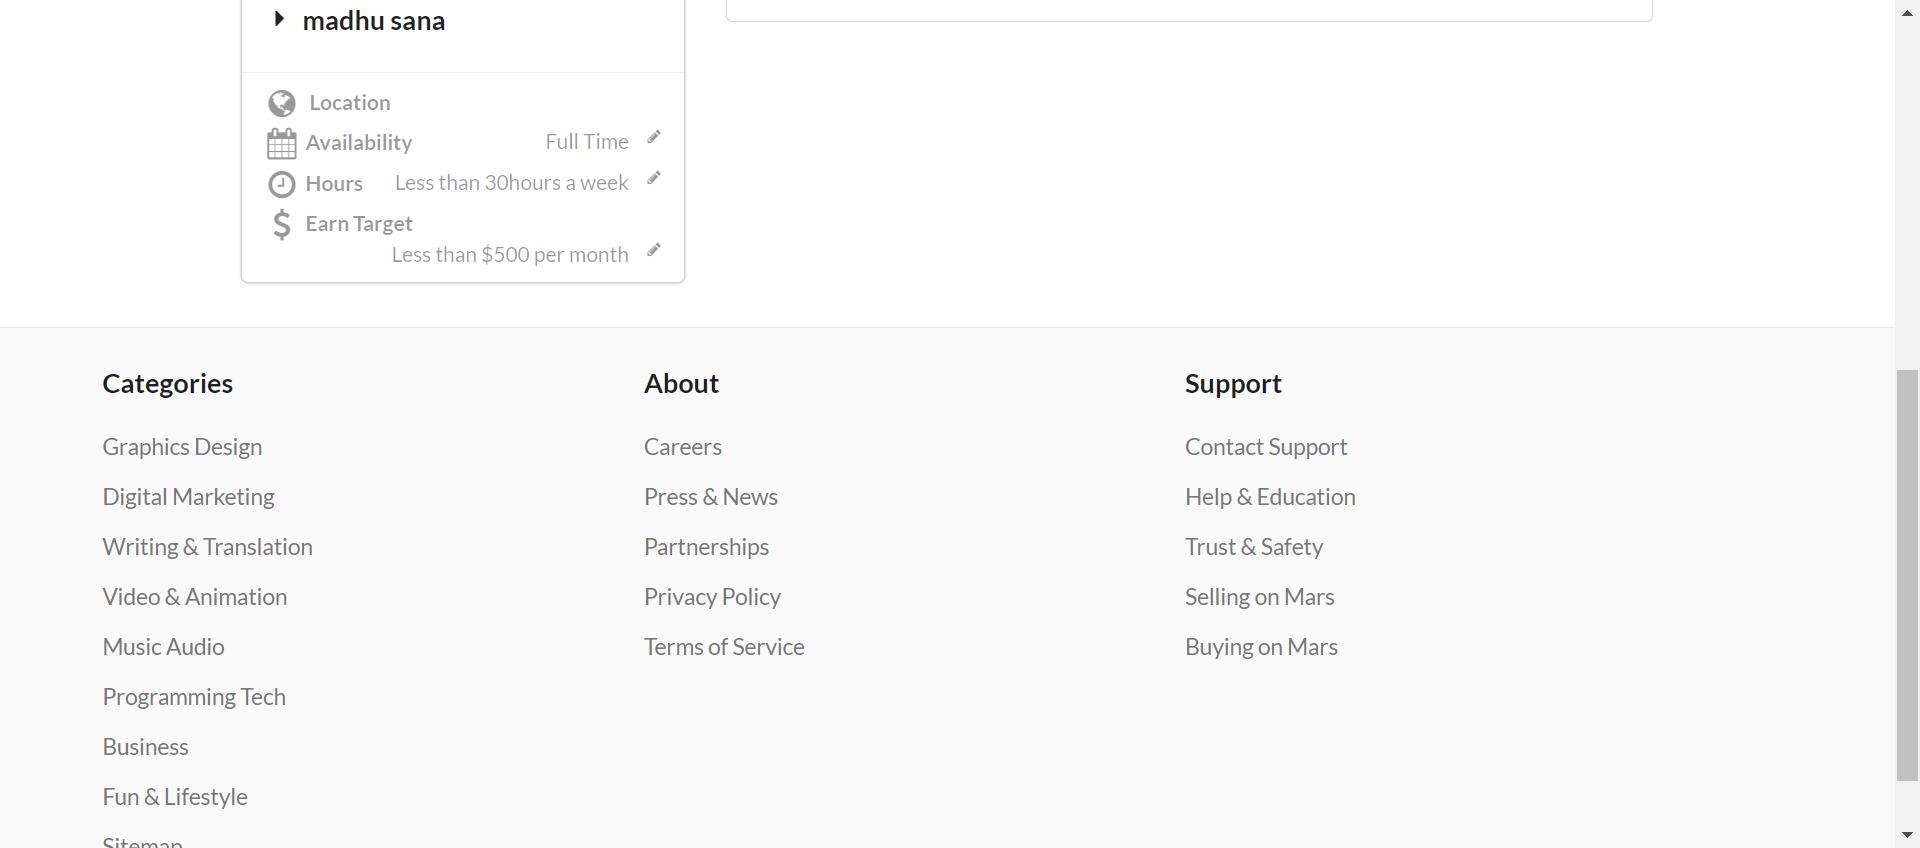 madhu sana
Location
Availability Full Time
Hours Less than 30hours a week
Earn Target
Less than $500 per month
Categories
Graphics Design
Digital Marketing
Writing & Translation
Video & Animation
Music Audio
Programming Tech
Business
Fun & Lifestyle
Sitemap
About
Careers
Press & News
Partnerships
Privacy Policy
Terms of Service
Support
Contact Support
Help & Education
Trust & Safety
Selling on Mars
Buying on Mars